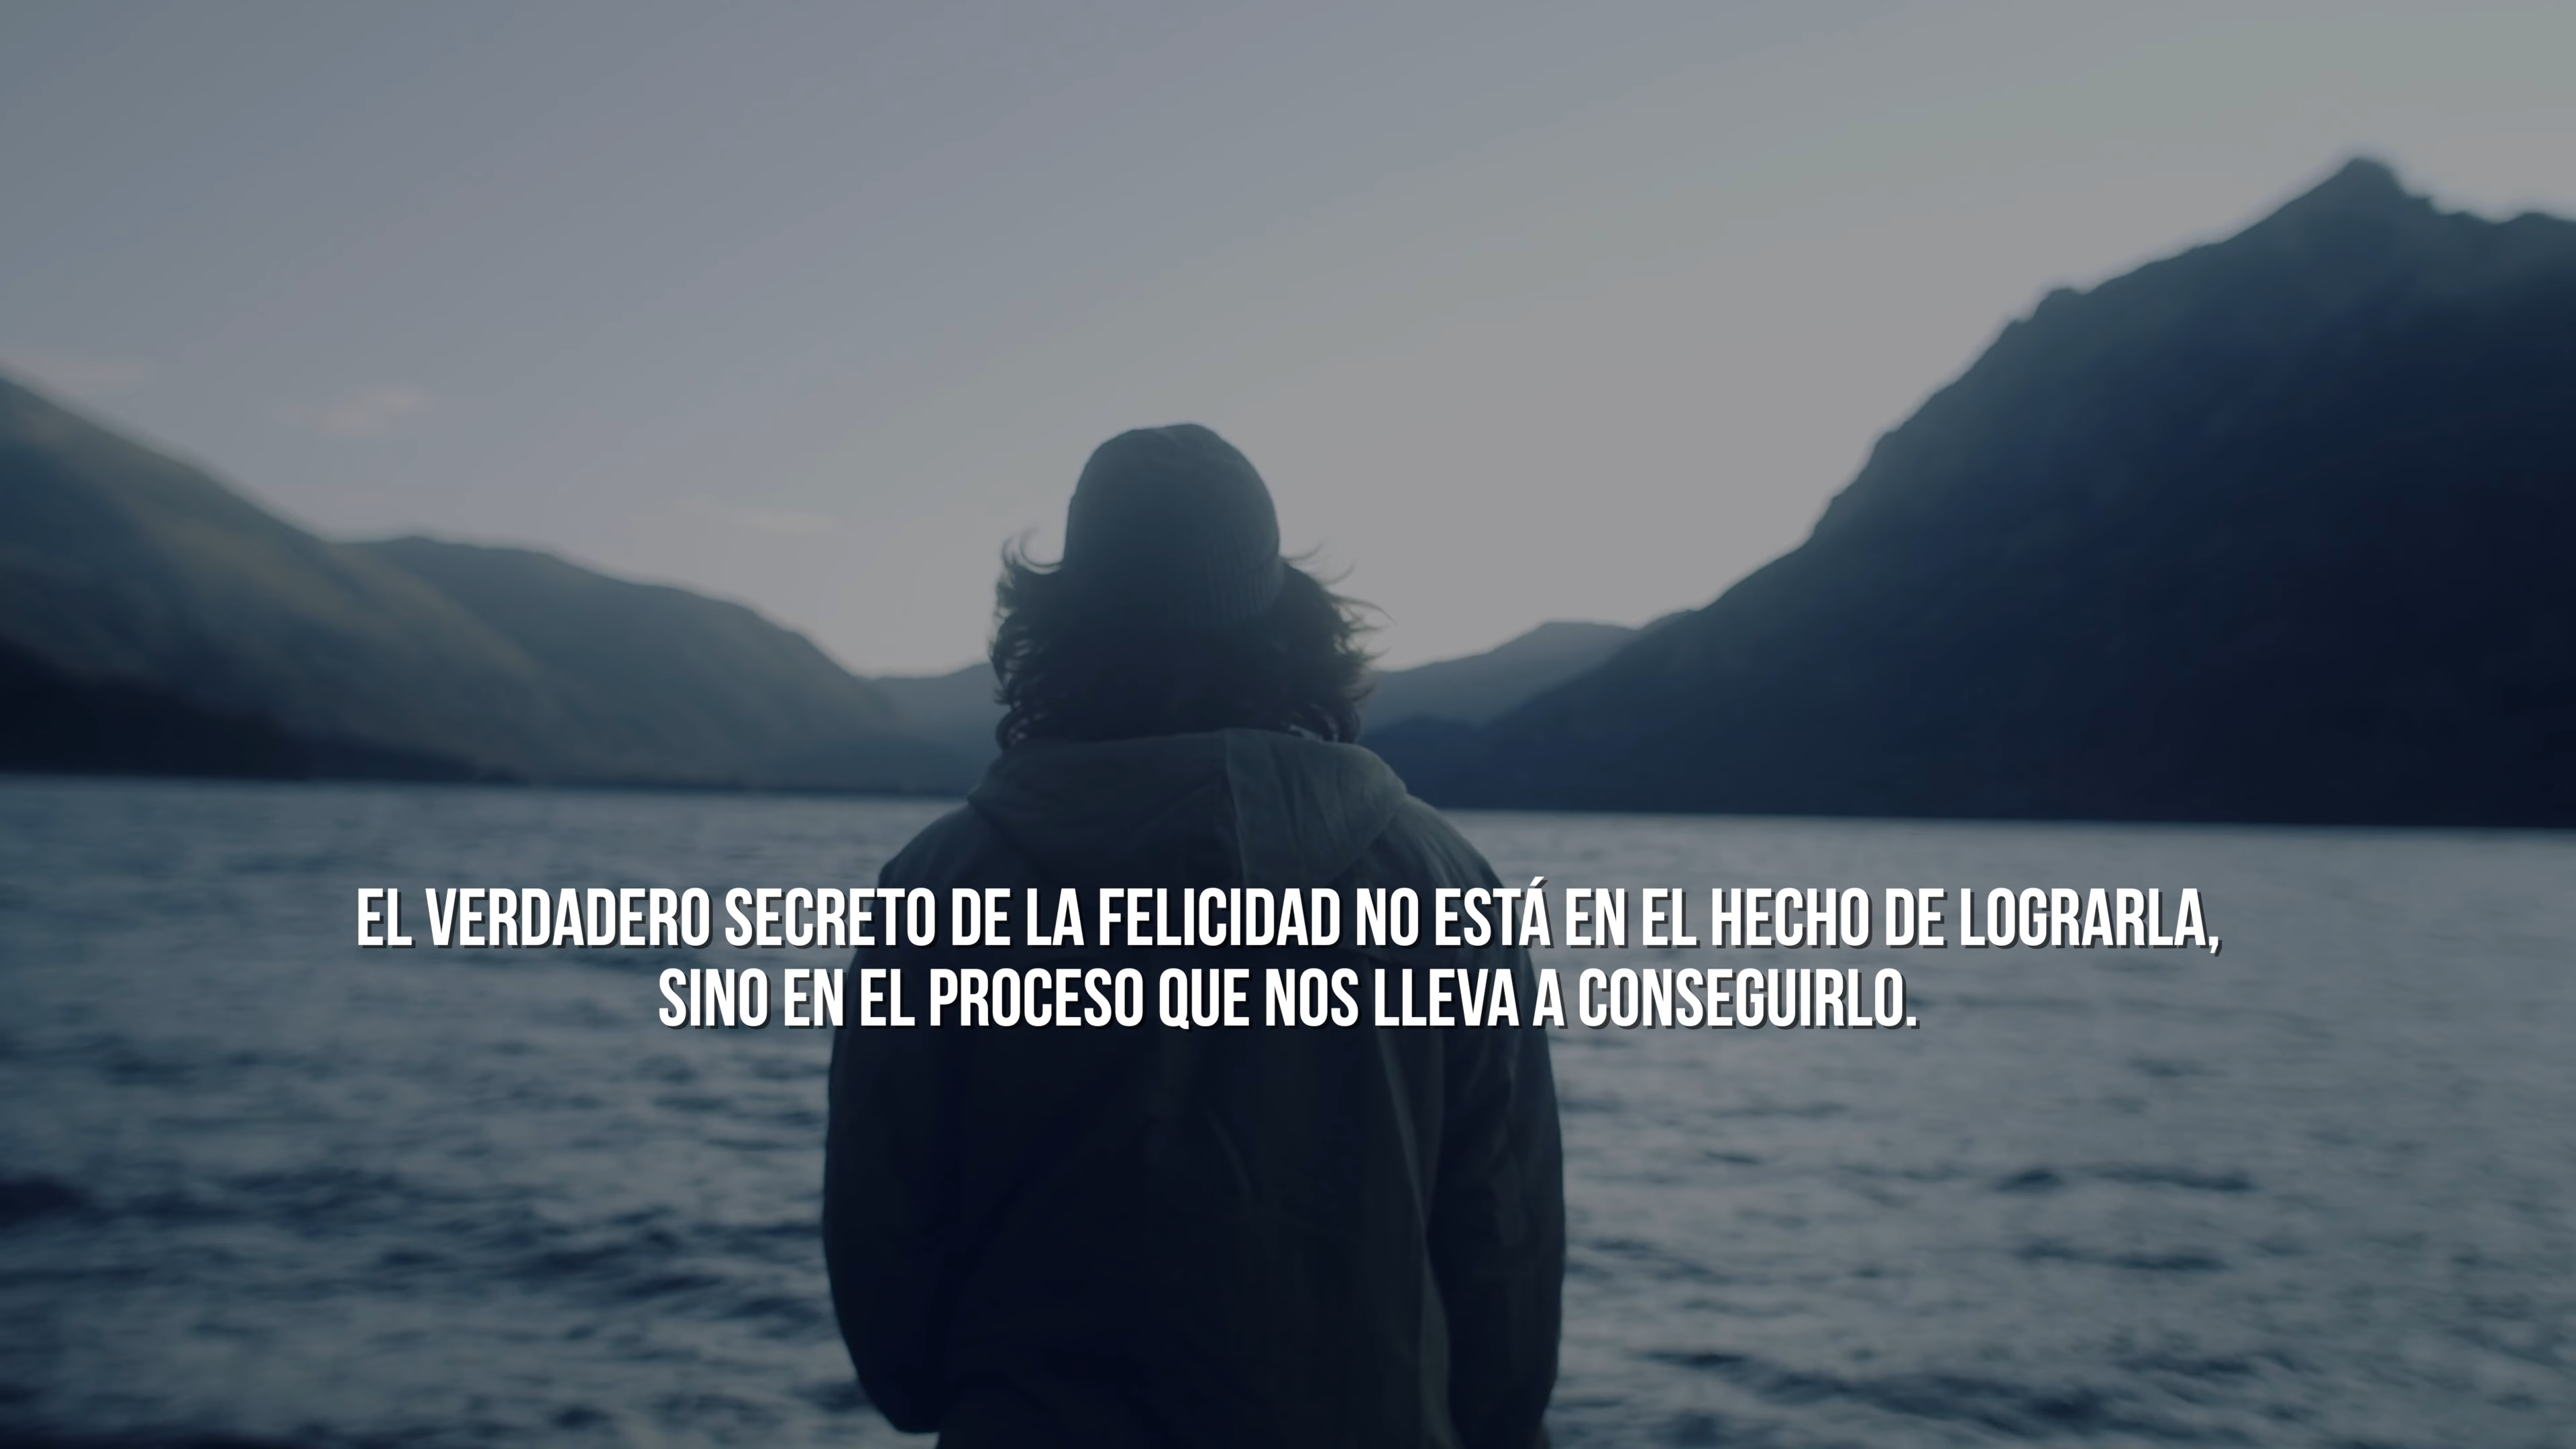 EL VERDADERO SECRETO DE LA FELICIDAD NO ESTÁ EN EL HECHO DE LOGRARLA,
SINO EN EL PROCESO QUE NOS LLEVA A CONSEGUIRLO.